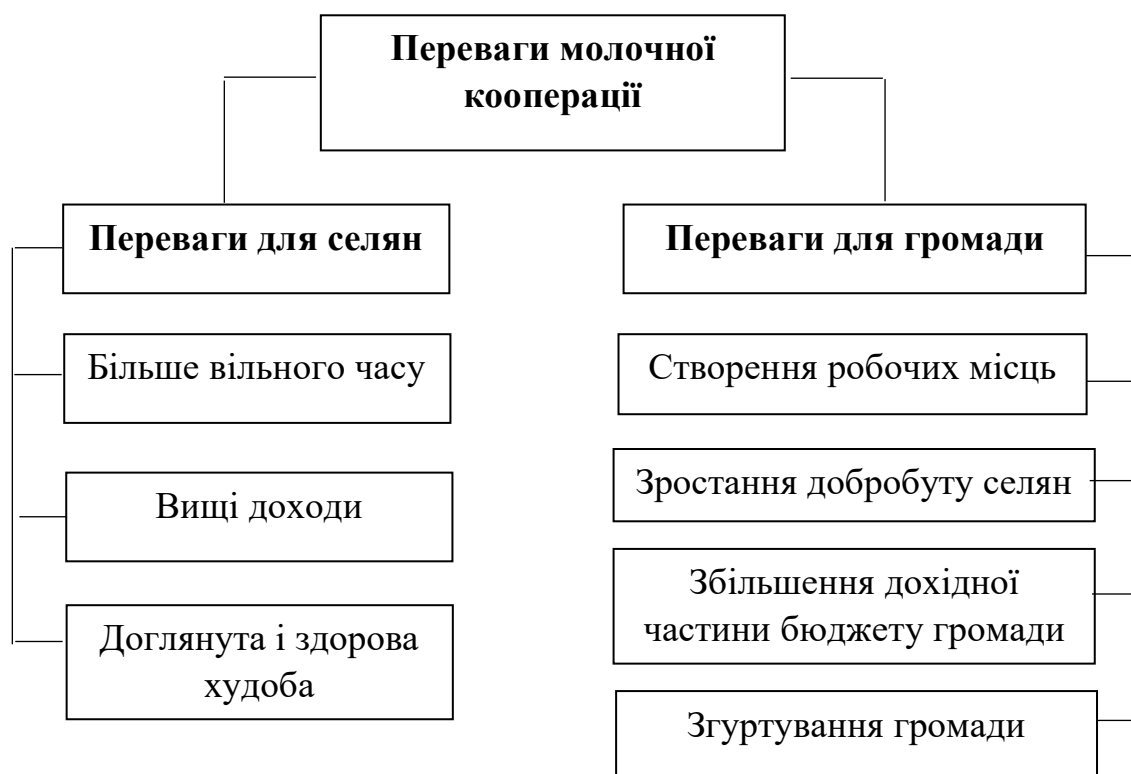 Переваги молочної
кооперації
Переваги для селян
Більше вільного часу
Вищі доходи
Доглянута і здорова
худоба
Переваги для громади
Створення робочих місць
Зростання добробуту селян
Збільшення дохідної
частини бюджету громади
Згуртування громади